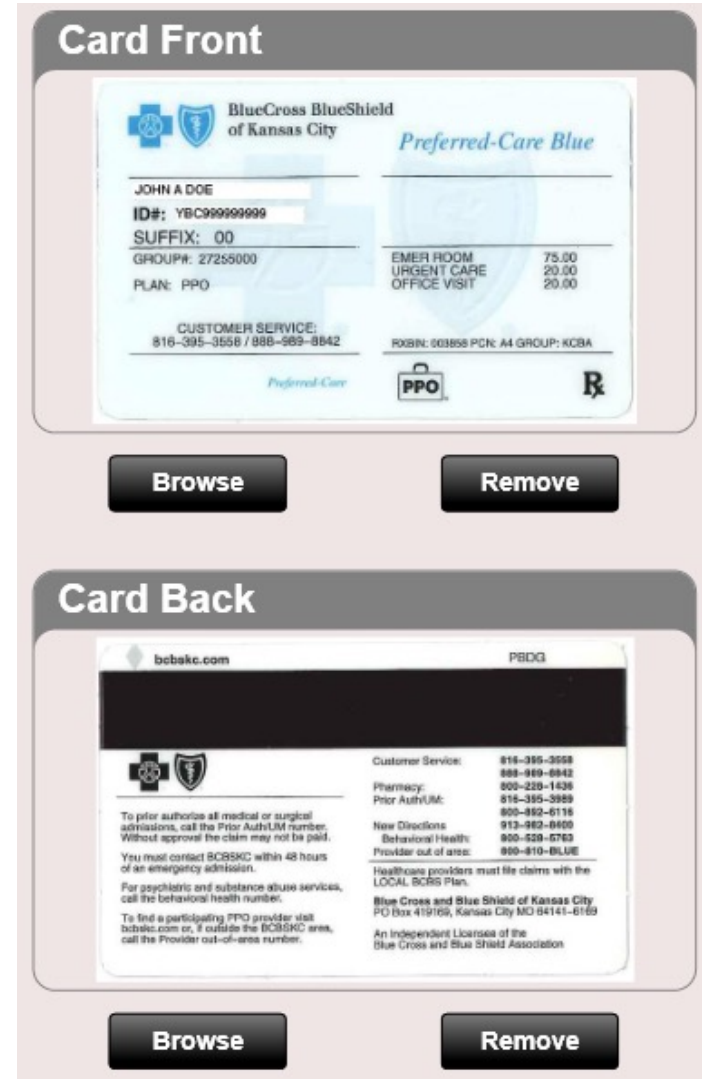 Card Front
BlueCross BlueShield
of Kansas City
Preferred-Care Blue
JOHN A DOE
ID#: YBC999999999
SUFFIX: 00
GROUP#: 27255000
PLAN: PPO
EMER ROOM 75.00
URGENT CARE 20.00
OFFICE VISIT 20.00
CUSTOMER SERVICE:
816-395-3558 / 888-989-8842
RXBIN: 003858 PCN: A4 GROUP: KCBA
Preferred-Care
PPO
Rx
Browse Remove
Card Back
bcbskc.com PBDG
Customer Service: 816-395-3558
888-989-8842
Pharmacy: 800-228-1436
Prior Auth/UM: 816-395-3989
800-892-6116
New Directions 913-982-8400
Behavioral Health: 800-528-5763
Provider out of area: 800-810-BLUE
To prior authorize all medical or surgical
admissions, call the Prior Auth/UM number.
Without approval the claim may not be paid.
You must contact BCBSKC within 48 hours
of an emergency admission.
For psychiatric and substance abuse services,
call the behavioral health number.
To find a participating PPO provider visit
bcbskc.com or, if outside the BCBSKC area,
call the Provider out-of-area number.
Healthcare providers must file claims with the
LOCAL BCBS Plan.
Blue Cross and Blue Shield of Kansas City
PO Box 419169, Kansas City MO 64141-6169
An Independent Licensee of the
Blue Cross and Blue Shield Association
Browse Remove